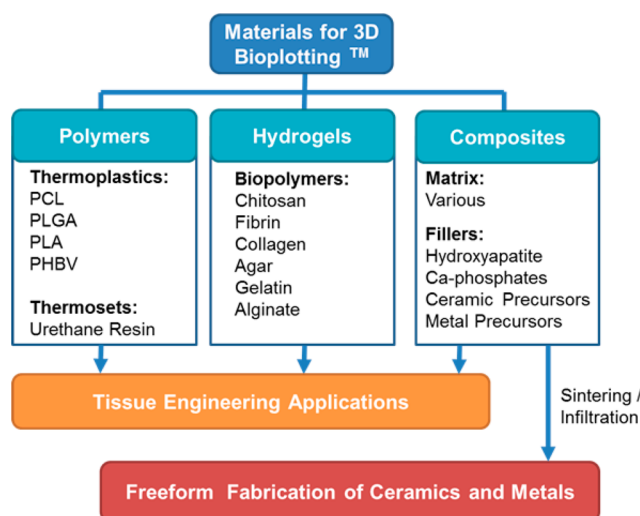 Materials for 3D
Bioplotting ™
Polymers
Thermoplastics:
PCL
PLGA
PLA
PHBV
Thermosets:
Urethane Resin
Hydrogels
Biopolymers:
Chitosan
Fibrin
Collagen
Agar
Gelatin
Alginate
Composites
Matrix:
Various
Fillers:
Hydroxyapatite
Ca-phosphates
Ceramic Precursors
Metal Precursors
Tissue Engineering Applications
Sintering /
Infiltration
Freeform Fabrication of Ceramics and Metals